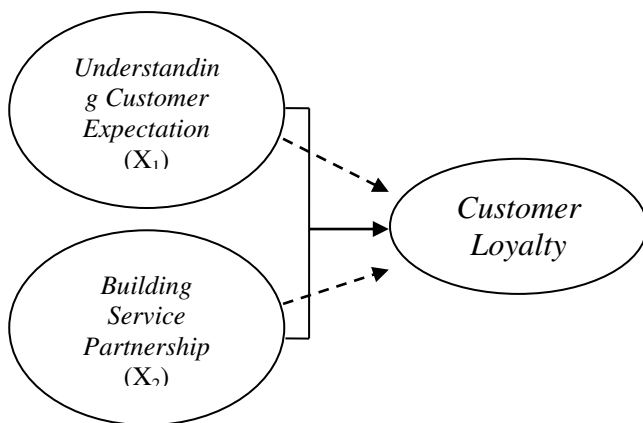 Understandin
g Customer
Expectation
(X₁)
Building
Service
Partnership
(X₂)
Customer
Loyalty